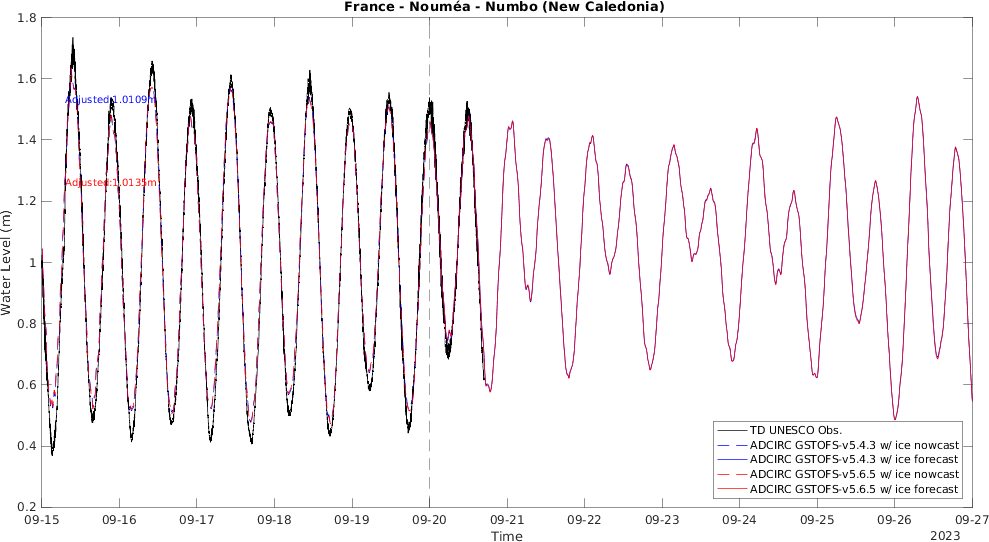 France - Nouméa - Numbo (New Caledonia)
1.8
1.6
1.4
1.2
1
0.8
0.6
0.4
0.2
Water Level (m)
Adjusted:1.0109m
Adjusted:1.0135m
TD UNESCO Obs.
ADCIRC GSTOFS-v5.4.3 w/ ice nowcast
ADCIRC GSTOFS-v5.4.3 w/ ice forecast
ADCIRC GSTOFS-v5.6.5 w/ ice nowcast
ADCIRC GSTOFS-v5.6.5 w/ ice forecast
09-15 09-16 09-17 09-18 09-19 09-20 09-21 09-22 09-23 09-24 09-25 09-26 09-27
Time
2023